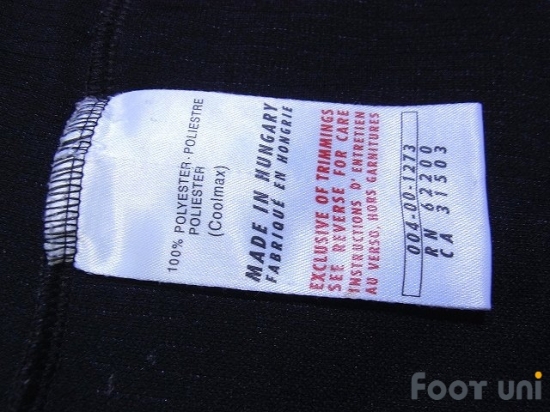 100% POLYESTER·POLIESTRE
POLIESTER
(Coolmax)
MADE IN HUNGARY
FABRIQUÉ EN HONGRIE
EXCLUSIVE OF TRIMMINGS
SEE REVERSE FOR CARE
INSTRUCTIONS D'ENTRETIEN
AU VERSO, HORS GARNITURES
004-00-1273
RN 62200
CA 31503
FOOT UNI